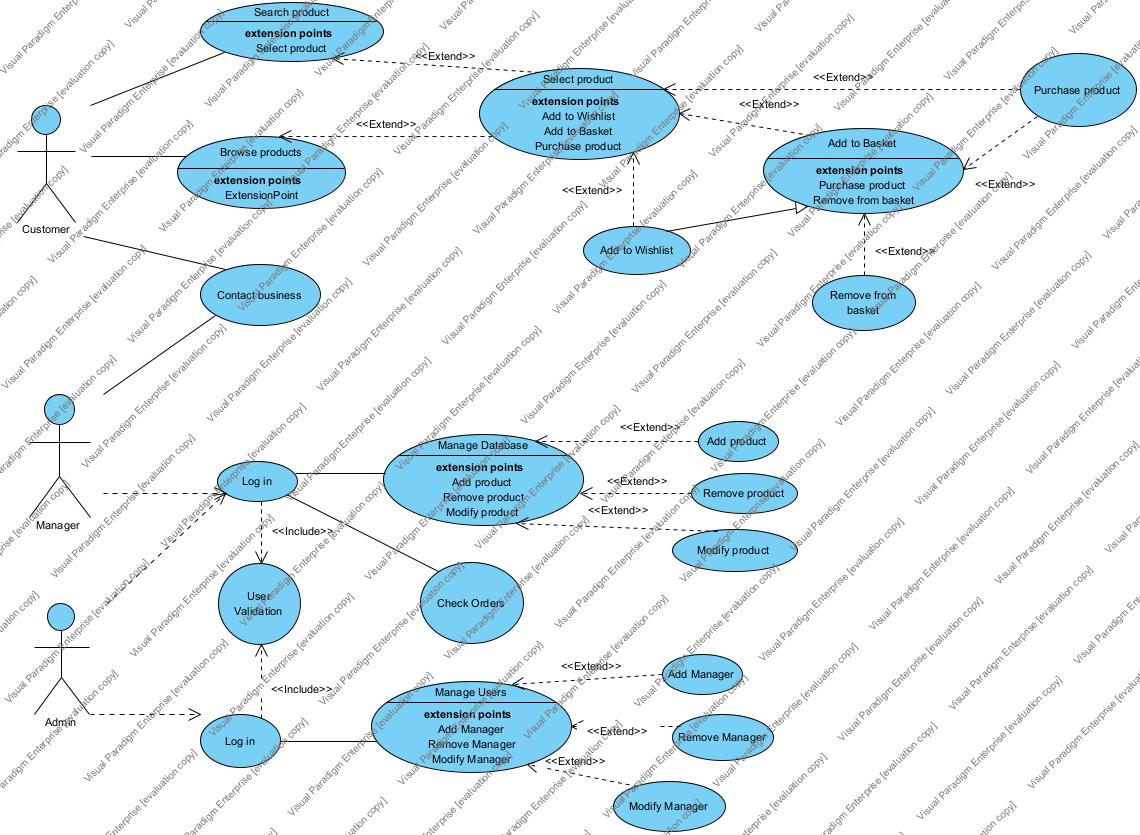 Search product
extension points
Select product
<<Extend>>
Select product
extension points
Add to Wishlist
Add to Basket
Purchase product
<<Extend>>
Purchase product
<<Extend>>
<<Extend>>
Browse products
extension points
ExtensionPoint
Add to Basket
extension points
Purchase product
Remove from basket
<<Extend>>
<<Extend>>
Customer
Add to Wishlist
<<Extend>>
Contact business
Remove from
basket
Manager
Log in
Manage Database
extension points
Add product
Remove product
Modify product
<<Extend>>
Add product
<<Extend>>
Remove product
<<Extend>>
Modify product
<<Include>>
User
Validation
Check Orders
Admin
<<Include>>
Log in
Manage Users
extension points
Add Manager
Remove Manager
Modify Manager
<<Extend>>
Add Manager
<<Extend>>
Remove Manager
<<Extend>>
Modify Manager
Visual Paradigm Enterprise [evaluation copy]